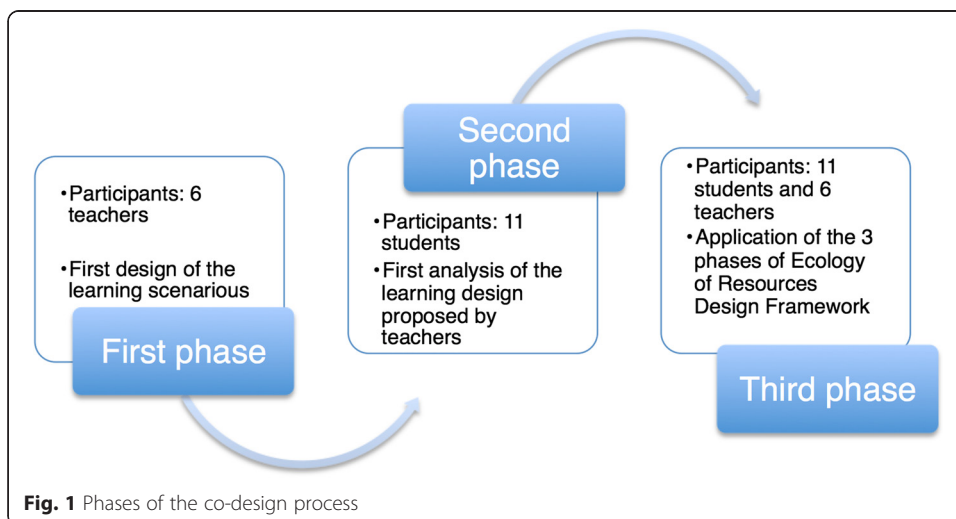 •Participants: 6
teachers
•First design of the
learning scenarious
First phase
Second
phase
•Participants: 11
students
•First analysis of the
learning design
proposed by
teachers
•Participants: 11
students and 6
teachers
•Application of the 3
phases of Ecology
of Resources
Design Framework
Third phase
Fig. 1 Phases of the co-design process